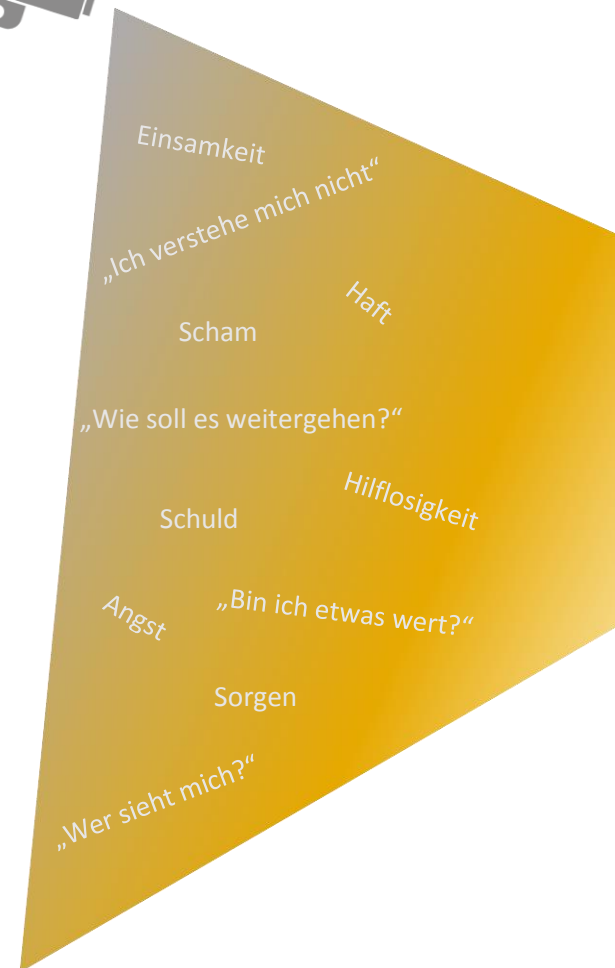 Einsamkeit
„Ich verstehe mich nicht“
Haft
Scham
„Wie soll es weitergehen?“
Hilflosigkeit
Schuld
„Bin ich etwas wert?“
Angst
Sorgen
„Wer sieht mich?“